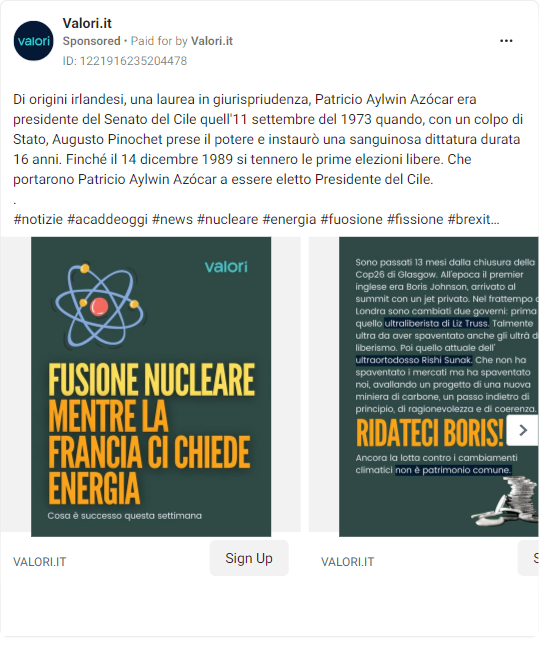 Valori.it
Sponsored • Paid for by Valori.it
ID: 1221916235204478
valori
Di origini irlandesi, una laurea in giurispriudenza, Patricio Aylwin Azócar era
presidente del Senato del Cile quell'11 settembre del 1973 quando, con un colpo di
Stato, Augusto Pinochet prese il potere e instaurò una sanguinosa dittatura durata
16 anni. Finché il 14 dicembre 1989 si tennero le prime elezioni libere. Che
portarono Patricio Aylwin Azócar a essere eletto Presidente del Cile.
.
#notizie #acaddeoggi #news #nucleare #energia #fuosione #fissione #brexit...
valori
FUSIONE NUCLEARE
MENTRE LA
FRANCIA CI CHIEDE
ENERGIA
Cosa è successo questa settimana
Sono passati 13 mesi dalla chiusura della
Cop26 di Glasgow. All'epoca il premier
inglese era Boris Johnson, arrivato al
summit con un jet privato. Nel frattempo
Londra sono cambiati due governi: prima
quello ultraliberista di Liz Truss. Talmente
ultra da aver spaventato anche gli ultrà d
liberismo. Poi quello attuale dell'
ultraortodosso Rishi Sunak. Che non ha
spaventato i mercati ma ha spaventato
noi, avallando un progetto di una nuova
miniera di carbone, un passo indietro di
principio, di ragionevolezza e di coerenza.
RIDATECI BORIS!
Ancora la lotta contro i cambiamenti
climatici non è patrimonio comune.
VALORI.IT
Sign Up
VALORI.IT
S